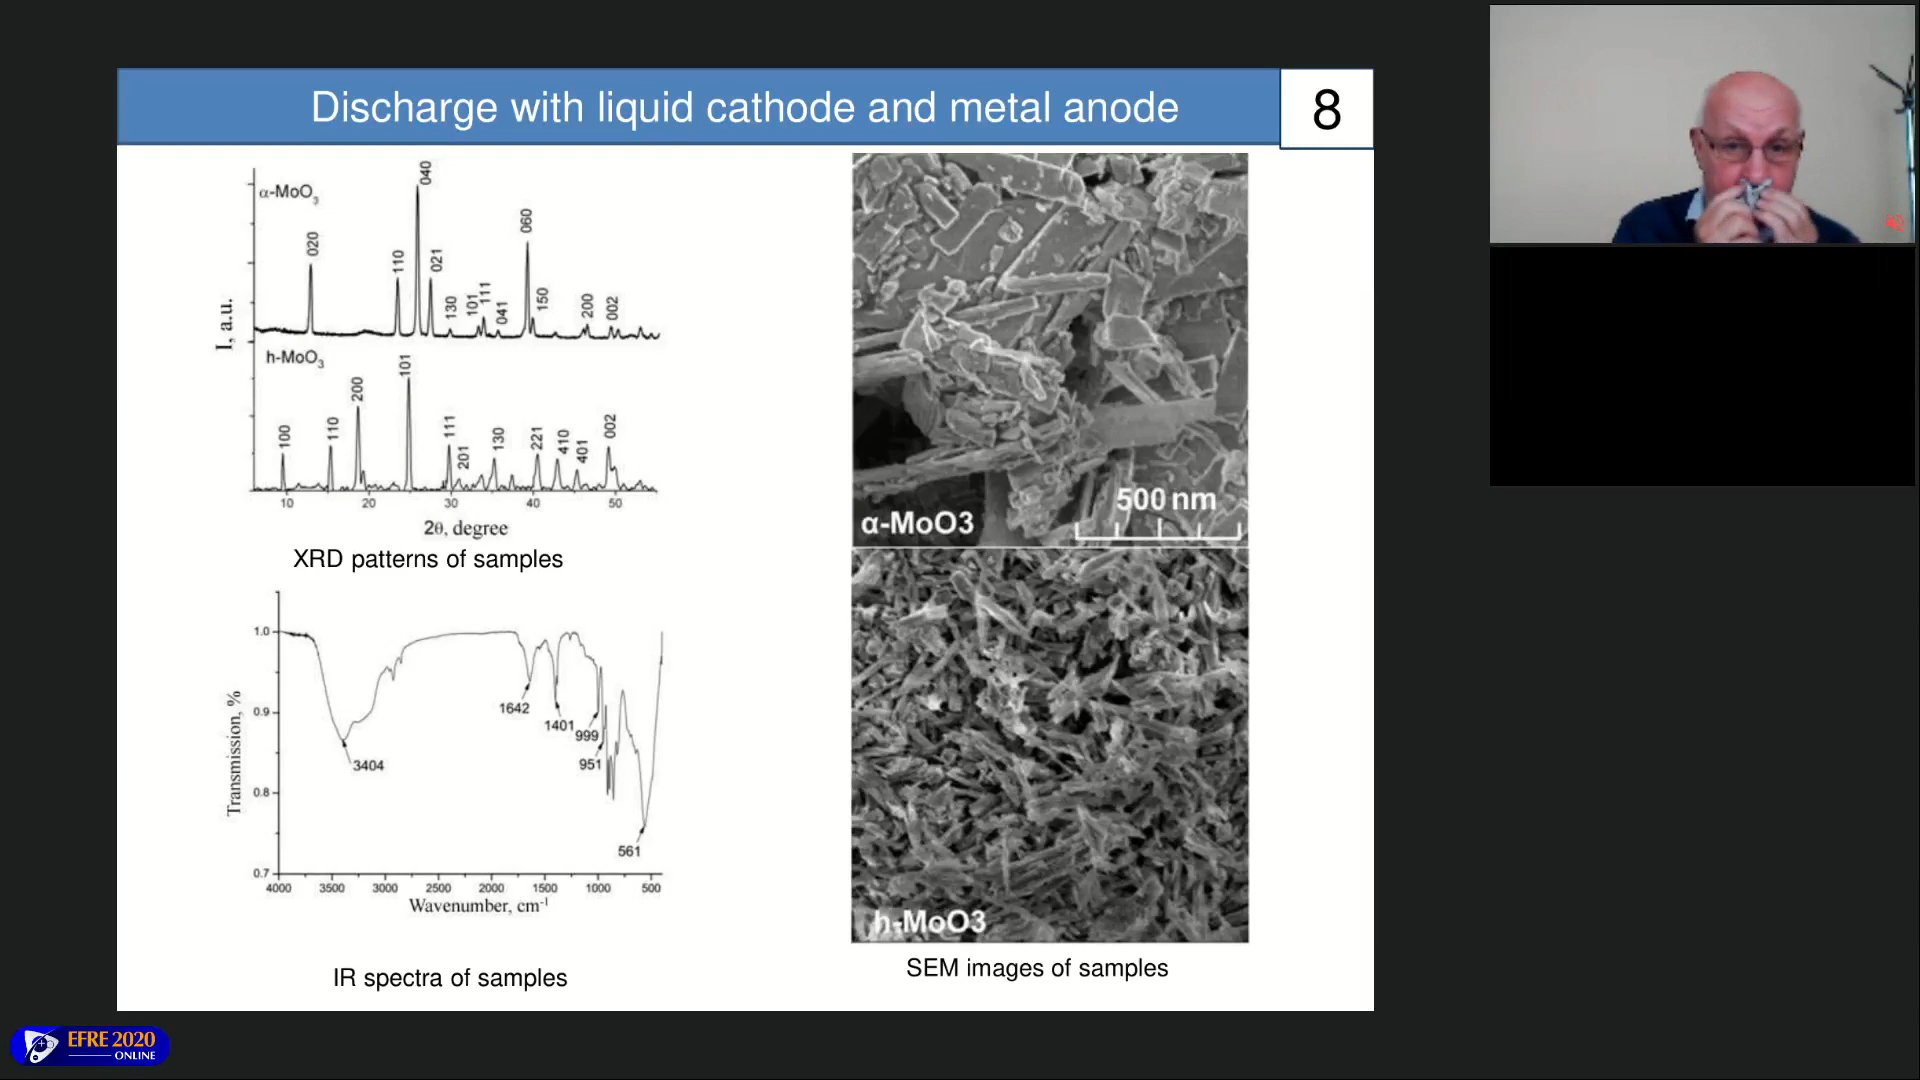 Discharge with liquid cathode and metal anode
8
α-MoO3
020
110
040
021
130
101
111
041
060
150
200
002
I, a.u.
h-MoO3
100
110
200
101
111
201
130
221
410
401
002
10 20 30 40 50
2θ, degree
XRD patterns of samples
1.0
0.9
0.8
0.7
Transmission, %
3404
1642
1401
999
951
561
4000 3500 3000 2500 2000 1500 1000 500
Wavenumber, cm-1
IR spectra of samples
500 nm
α-MoO3
h-MoO3
SEM images of samples
EFRE 2020
ONLINE